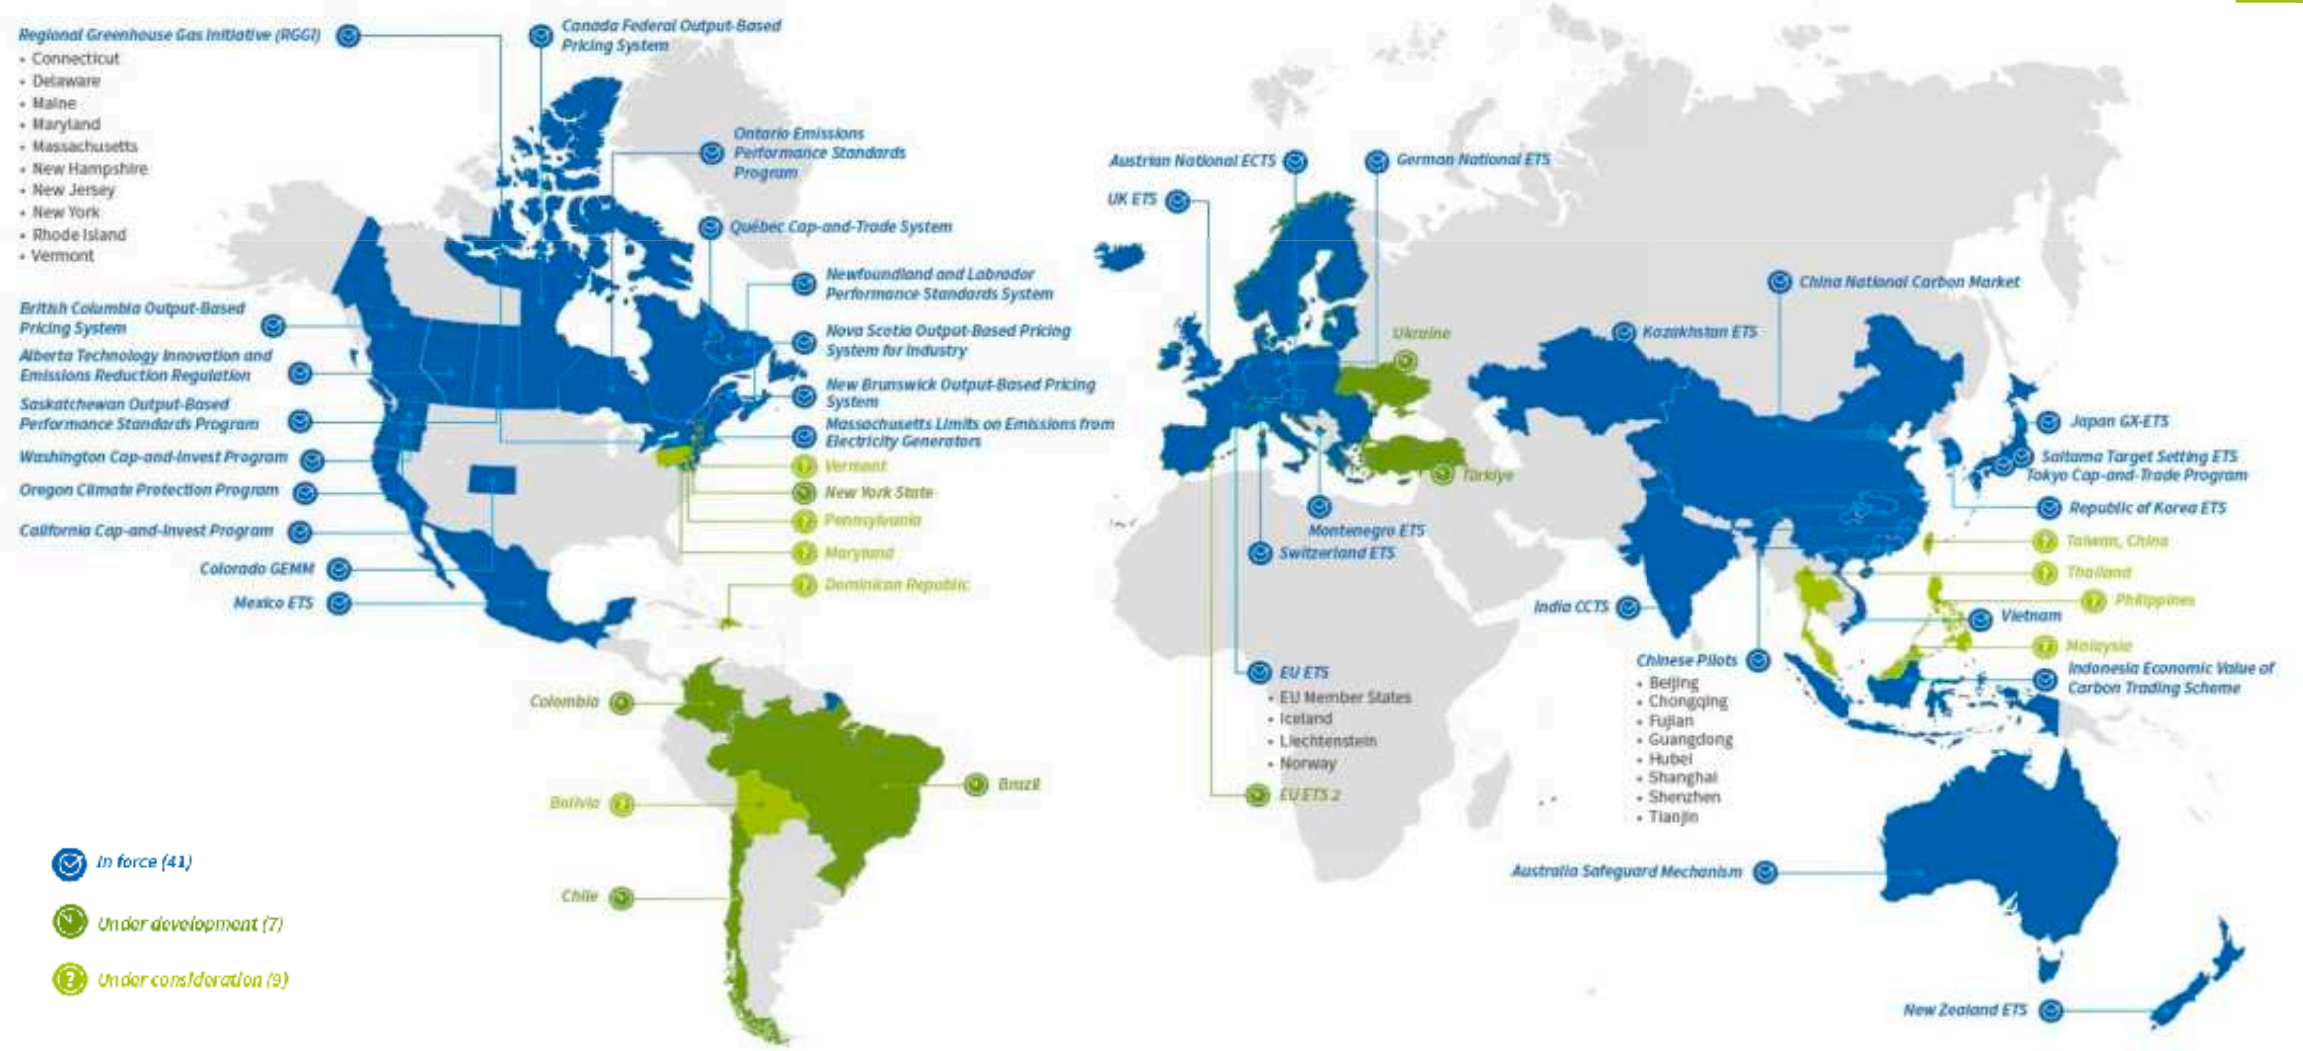 Regional Greenhouse Gas Initiative (RGGI)
• Connecticut
• Delaware
• Maine
• Maryland
• Massachusetts
• New Hampshire
• New Jersey
• New York
• Rhode Island
• Vermont
Canada Federal Output-Based
Pricing System
Ontario Emissions
Performance Standards
Program
Québec Cap-and-Trade System
Newfoundland and Labrador
Performance Standards System
Nova Scotia Output-Based Pricing
System for Industry
New Brunswick Output-Based Pricing
System
Massachusetts Limits on Emissions from
Electricity Generators
Vermont
New York State
Pennsylvania
Maryland
Dominican Republic
British Columbia Output-Based
Pricing System
Alberta Technology Innovation and
Emissions Reduction Regulation
Saskatchewan Output-Based
Performance Standards Program
Washington Cap-and-Invest Program
Oregon Climate Protection Program
California Cap-and-Invest Program
Colorado GEMM
Mexico ETS
Colombia
Bolivia
Brazil
Chile
In force (41)
Under development (7)
Under consideration (9)
Austrian National ECTS
German National ETS
UK ETS
Ukraine
Türkiye
Montenegro ETS
Switzerland ETS
EU ETS
• EU Member States
• Iceland
• Liechtenstein
• Norway
EU ETS 2
China National Carbon Market
Kazakhstan ETS
Japan GX-ETS
Saitama Target Setting ETS
Tokyo Cap-and-Trade Program
Republic of Korea ETS
Taiwan, China
Thailand
Philippines
Vietnam
Malaysia
Indonesia Economic Value of
Carbon Trading Scheme
India CCTS
Chinese Pilots
• Beijing
• Chongqing
• Fujian
• Guangdong
• Hubei
• Shanghai
• Shenzhen
• Tianjin
Australia Safeguard Mechanism
New Zealand ETS